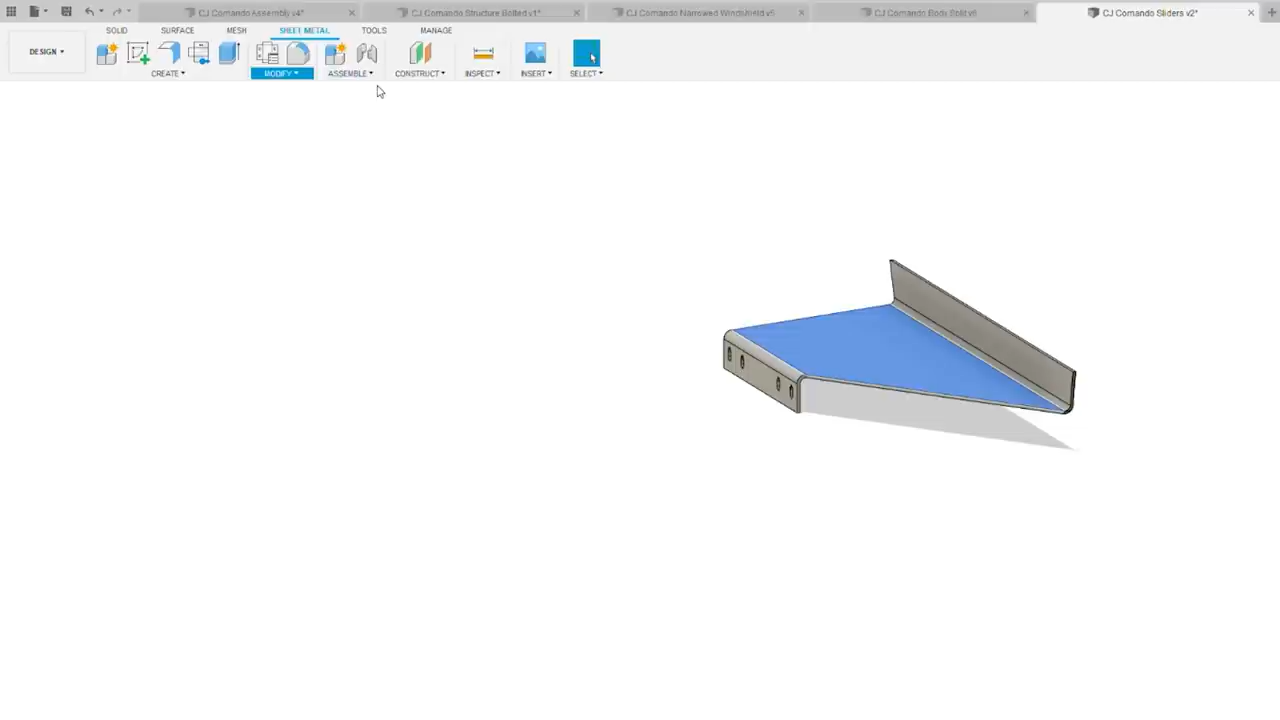 CJ Comando Assembly v4*
CJ Comando Structure Bolted v1*
CJ Comando Narrowed Windshield v5
CJ Comando Body Split v6
CJ Comando Sliders v2*
SOLID
SURFACE
MESH
SHEET METAL
TOOLS
MANAGE
DESIGN
CREATE
MODIFY
ASSEMBLE
CONSTRUCT
INSPECT
INSERT
SELECT